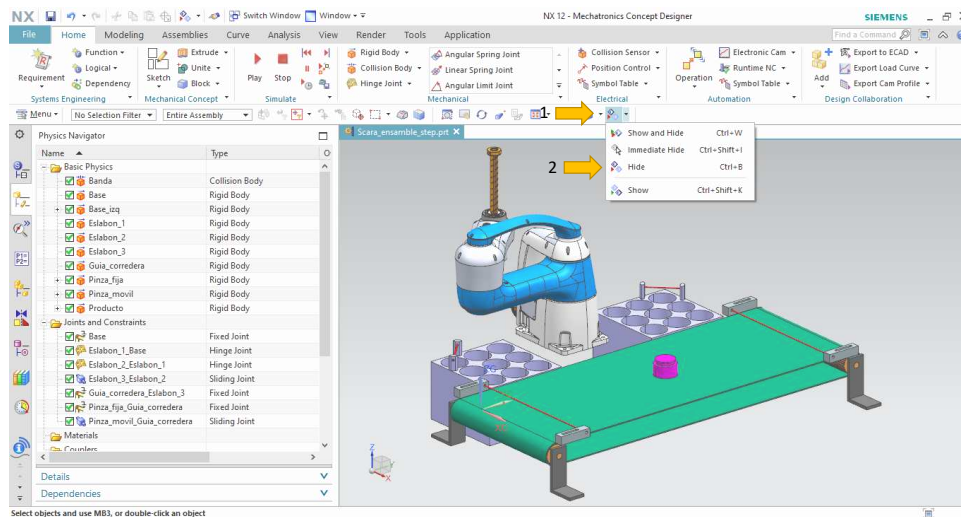 NX Switch Window Window NX 12 - Mechatronics Concept Designer SIEMENS
File Home Modeling Assemblies Curve Analysis View Render Tools Application Find a Command
Requirement Function Logical Dependency
Systems Engineering
Sketch Extrude Unite Block
Mechanical Concept
Play Stop
Simulate
Rigid Body Collision Body Hinge Joint Angular Spring Joint Linear Spring Joint Angular Limit Joint
Mechanical
Collision Sensor Position Control Symbol Table
Electrical
Operation Electronic Cam Runtime NC Symbol Table
Automation
Add Export to ECAD Export Load Curve Export Cam Profile
Design Collaboration
Menu No Selection Filter Entire Assembly 1
Physics Navigator
Scara_ensamble_step.prt
Show and Hide Ctrl+W
Immediate Hide Ctrl+Shift+I
2 Hide Ctrl+B
Show Ctrl+Shift+K
Name Type
Basic Physics
Banda Collision Body
Base Rigid Body
Base_izq Rigid Body
Eslabon_1 Rigid Body
Eslabon_2 Rigid Body
Eslabon_3 Rigid Body
Guia_corredera Rigid Body
Pinza_fija Rigid Body
Pinza_movil Rigid Body
Producto Rigid Body
Joints and Constraints
Base Fixed Joint
Eslabon_1_Base Hinge Joint
Eslabon_2_Eslabon_1 Hinge Joint
Eslabon_3_Eslabon_2 Sliding Joint
Guia_corredera_Eslabon_3 Fixed Joint
Pinza_fija_Guia_corredera Fixed Joint
Pinza_movil_Guia_corredera Sliding Joint
Materials
Couplers
Details
Dependencies
Z
Y
X
Select objects and use MB3, or double-click an object